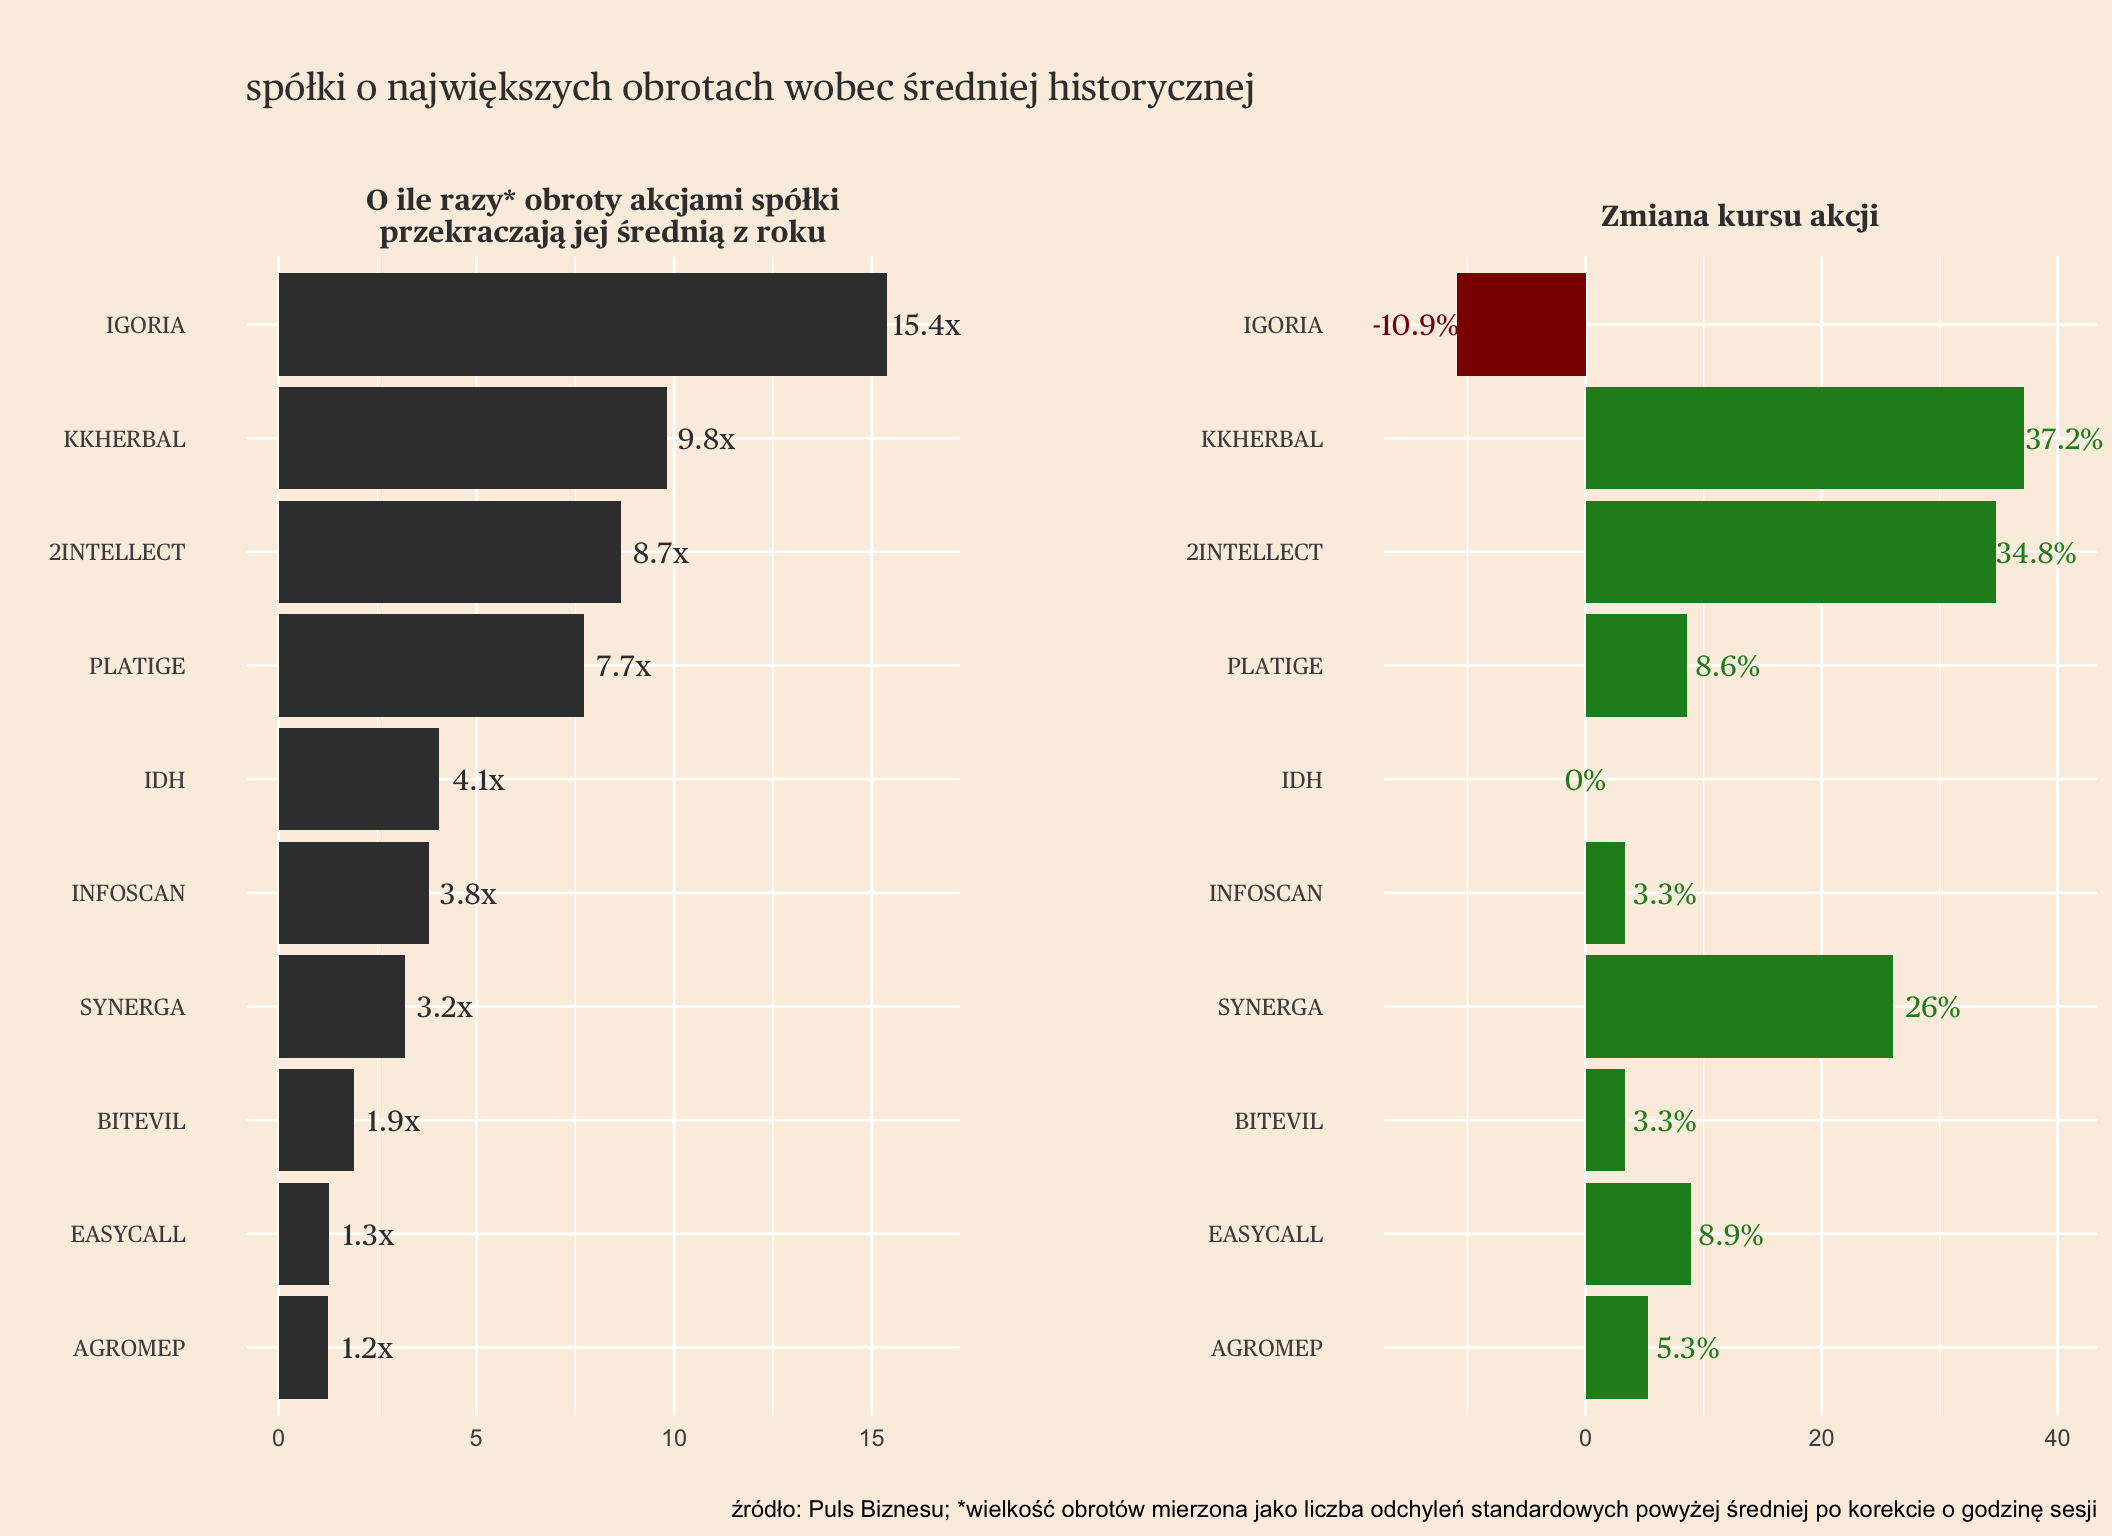 spółki o największych obrotach wobec średniej historycznej
O ile razy* obroty akcjami spółki
przekraczają jej średnią z roku
IGORIA 15.4x
KKHERBAL 9.8x
2INTELLECT 8.7x
PLATIGE 7.7x
IDH 4.1x
INFOSCAN 3.8x
SYNERGA 3.2x
BITEVIL 1.9x
EASYCALL 1.3x
AGROMEP 1.2x
0 5 10 15
Zmiana kursu akcji
IGORIA -10.9%
KKHERBAL 37.2%
2INTELLECT 34.8%
PLATIGE 8.6%
IDH 0%
INFOSCAN 3.3%
SYNERGA 26%
BITEVIL 3.3%
EASYCALL 8.9%
AGROMEP 5.3%
0 20 40
źródło: Puls Biznesu; *wielkość obrotów mierzona jako liczba odchyleń standardowych powyżej średniej po korekcie o godzinę sesji